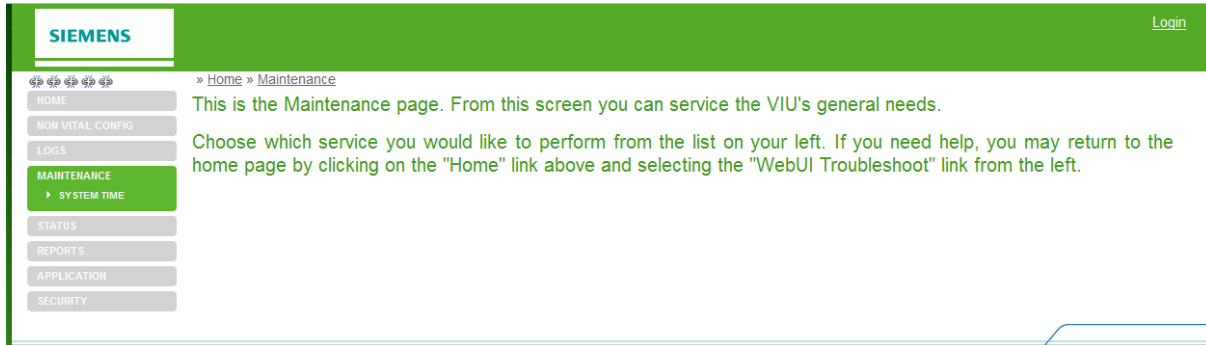 SIEMENS
Login
» Home » Maintenance
HOME
NON VITAL CONFIG
LOGS
MAINTENANCE
SYSTEM TIME
STATUS
REPORTS
APPLICATION
SECURITY
This is the Maintenance page. From this screen you can service the VIU's general needs.
Choose which service you would like to perform from the list on your left. If you need help, you may return to the
home page by clicking on the "Home" link above and selecting the "WebUI Troubleshoot" link from the left.